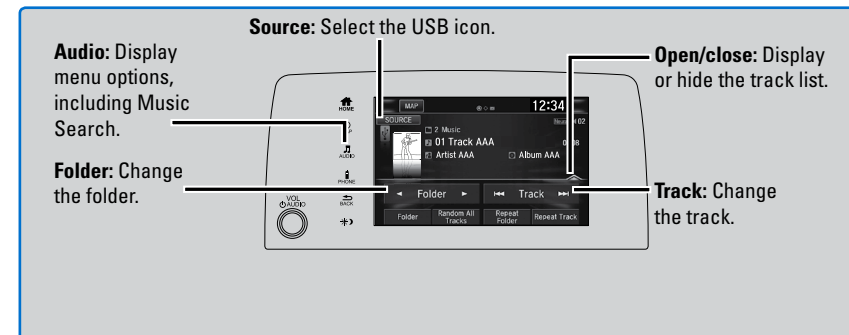 Source: Select the USB icon.
Audio: Display
menu options,
including Music
Search.
Open/close: Display
or hide the track list.
Folder: Change
the folder.
Track: Change
the track.
HOME
AUDIO
PHONE
BACK
VOL
AUDIO
MAP
12:34
SOURCE
02
2 Music
01 Track AAA
Artist AAA
Album AAA
Folder
Track
Folder
Random All
Tracks
Repeat
Folder
Repeat Track